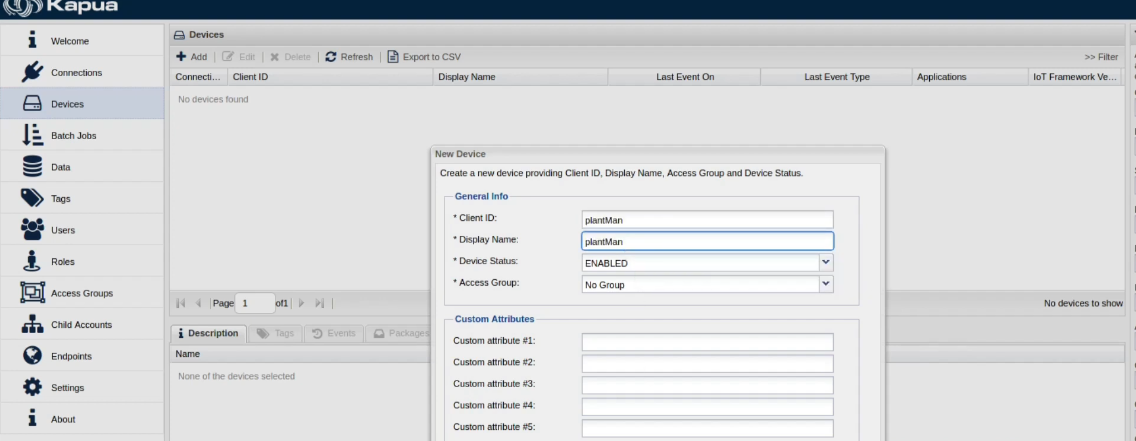 Kapua
Welcome
Connections
Devices
Batch Jobs
Data
Tags
Users
Roles
Access Groups
Child Accounts
Endpoints
Settings
About
Devices
Add | Edit | Delete | Refresh | Export to CSV >> Filter
Connecti... Client ID Display Name Last Event On Last Event Type Applications IoT Framework Ve...
No devices found
Page 1 of1 No devices to show
Description Tags Events Packages
Name
None of the devices selected
New Device
Create a new device providing Client ID, Display Name, Access Group and Device Status.
General Info
* Client ID: plantMan
* Display Name: plantMan
* Device Status: ENABLED
* Access Group: No Group
Custom Attributes
Custom attribute #1:
Custom attribute #2:
Custom attribute #3:
Custom attribute #4:
Custom attribute #5: